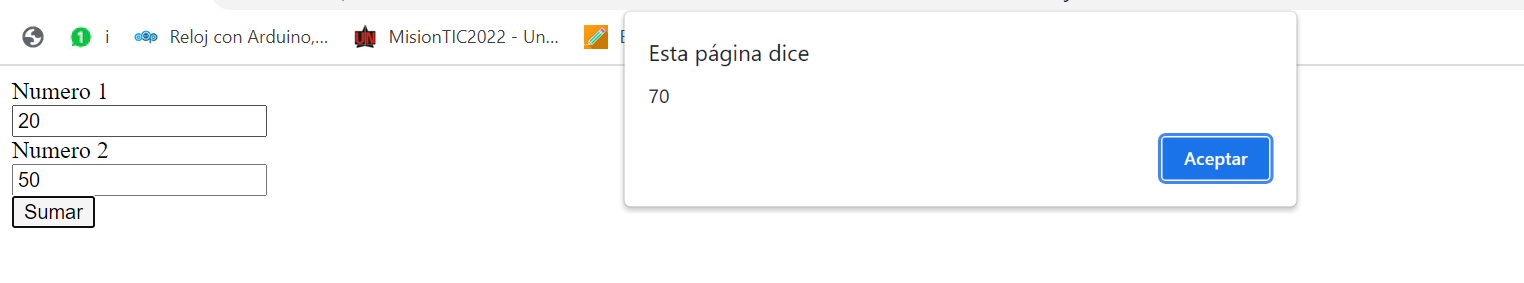 i Reloj con Arduino,... MisionTIC2022 - Un...
Esta página dice
70
Aceptar
Numero 1
20
Numero 2
50
Sumar